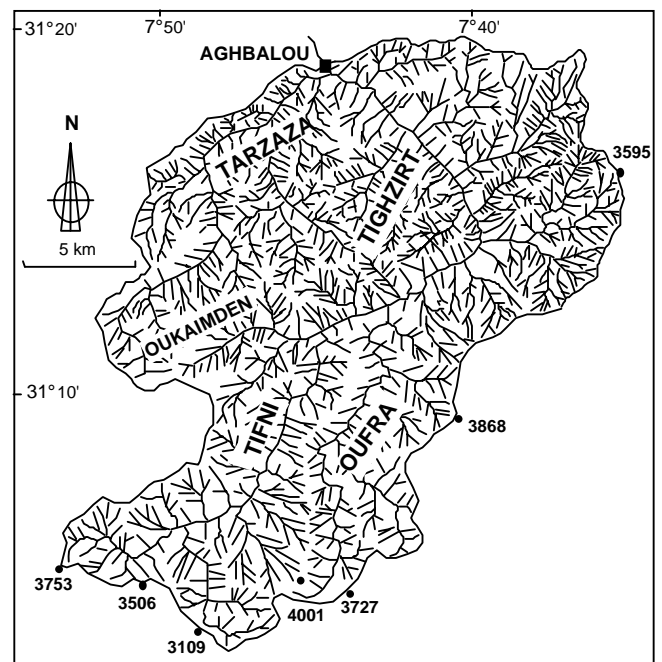 7°50' 7°40'
31°20'
AGHBALOU
N
TARZAZA
TIGHZIRT
3595
5 km
OUKAIMDEN
31°10'
TIFNI
OUFRA
3868
3753
3506
4001
3727
3109